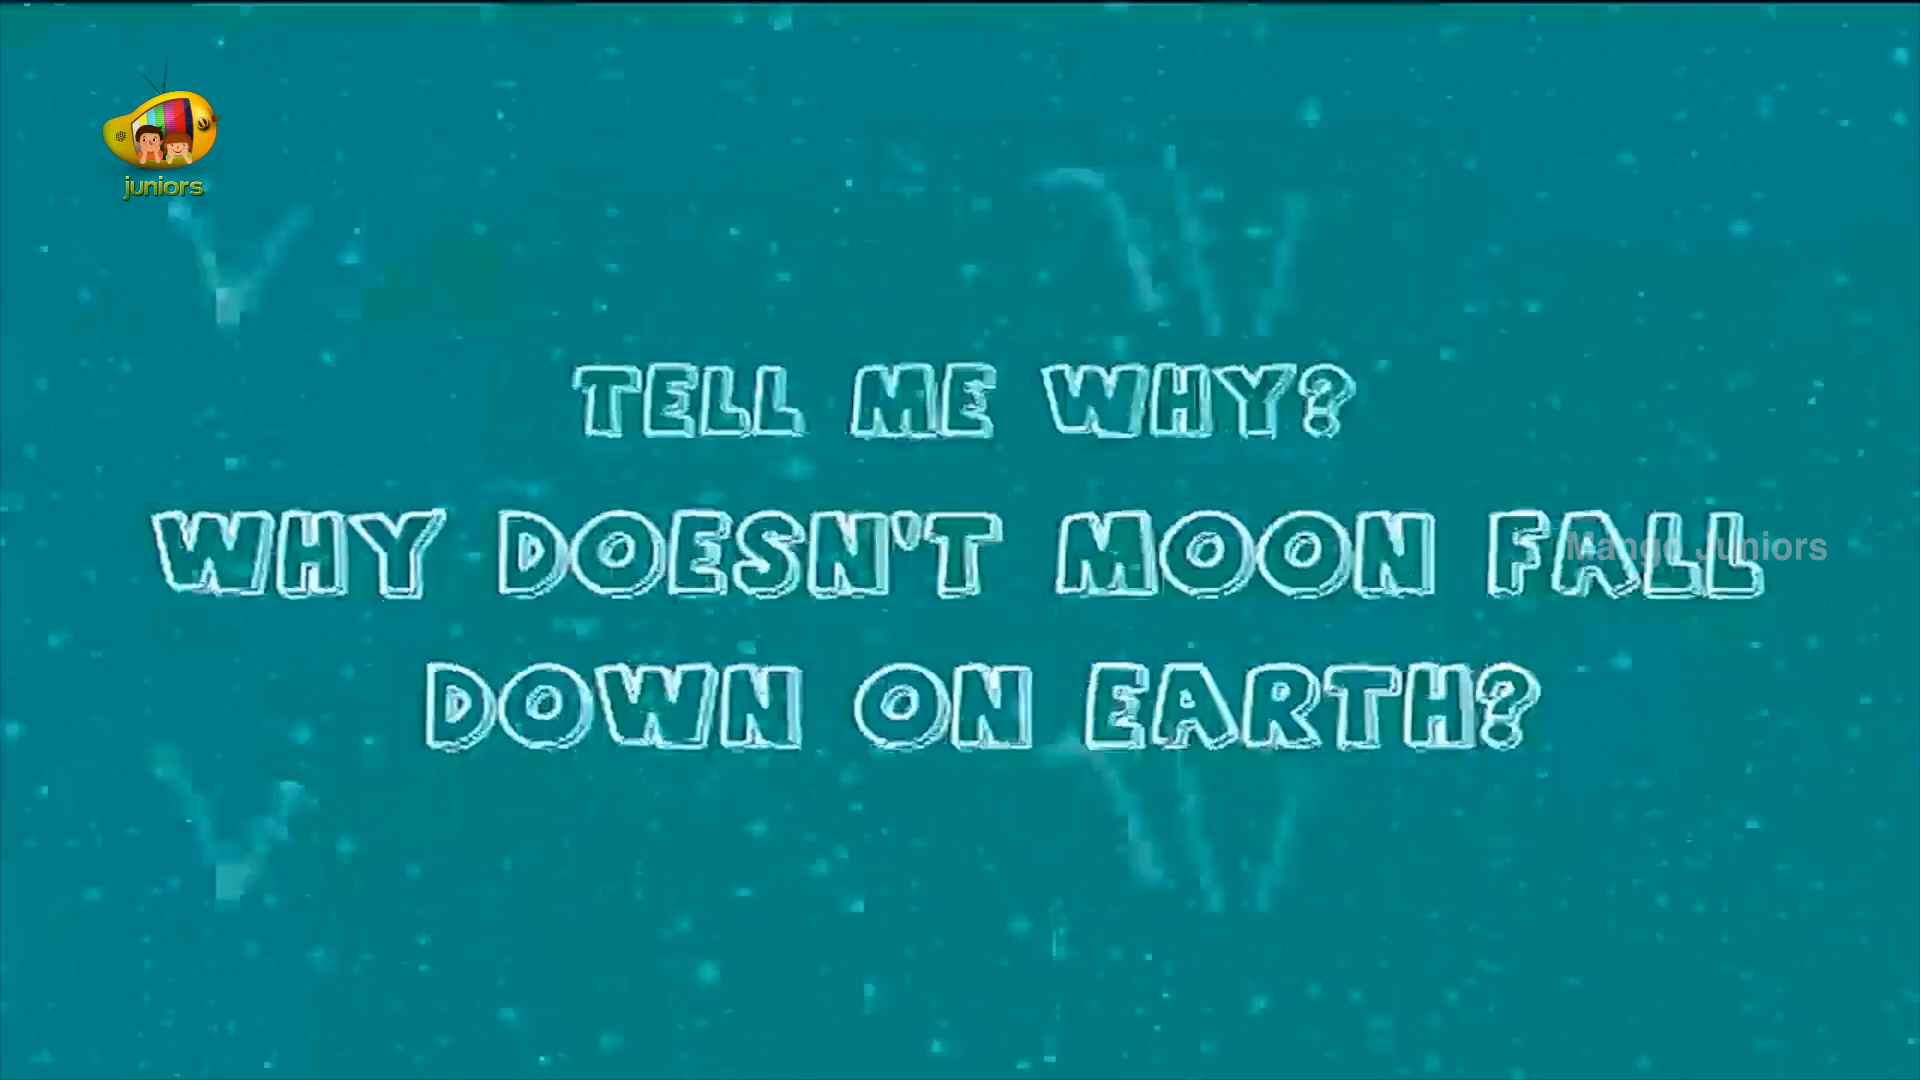 juniors
TELL ME WHY?
WHY DOESN'T MOON FALL
Mango Juniors
DOWN ON EARTH?